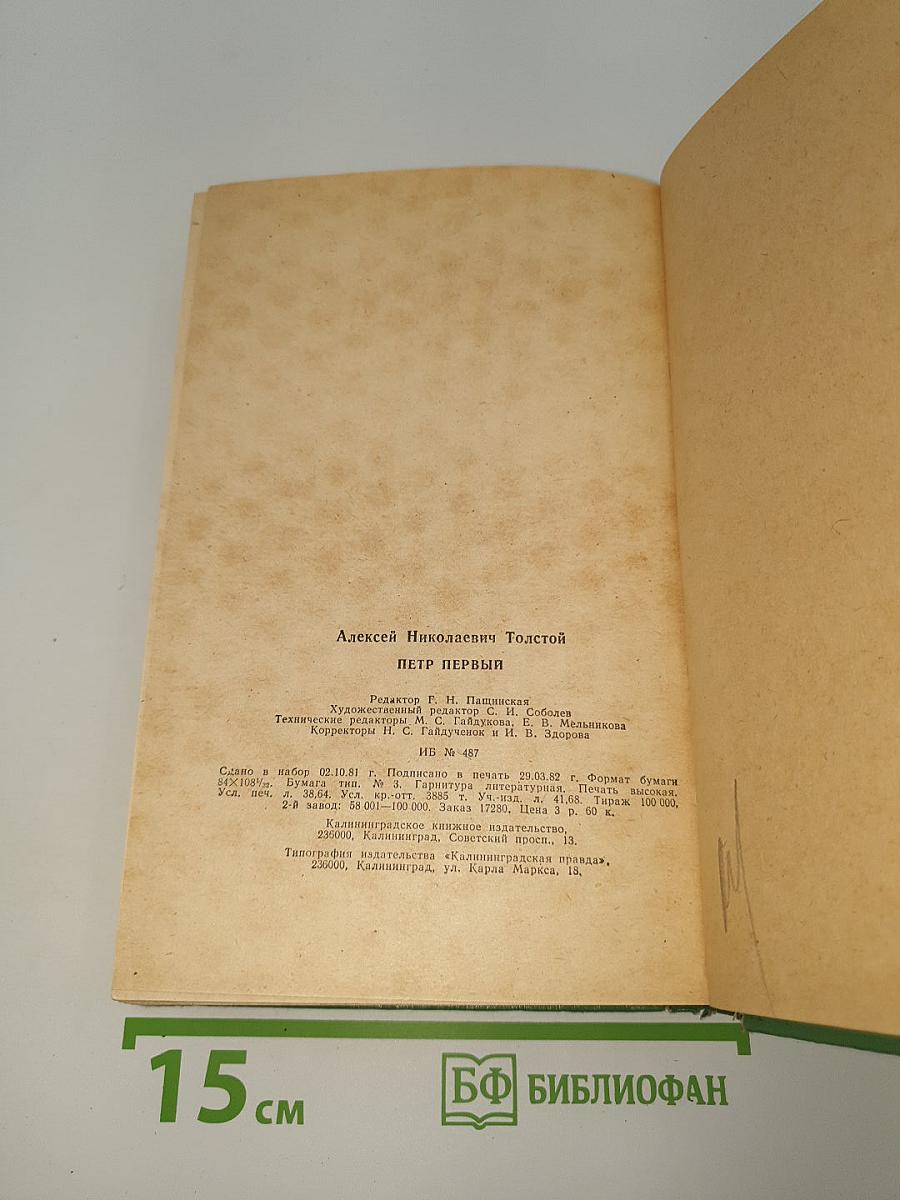 Алексей Николаевич Толстой
ПЕТР ПЕРВЫЙ
Редактор Г. Н. Пащинская
Художественный редактор С. И. Соболев
Технические редакторы М. С. Гайдукова, Е. В. Мельникова
Корректоры Н. С. Гайдученок и И. В. Здорова
ИБ № 487
Сдано в набор 02.10.81 г. Подписано в печать 29.03.82 г. Формат бумаги
84×108¹/₃₂. Бумага тип. № 3. Гарнитура литературная. Печать высокая.
Усл. печ. л. 38,64. Усл. кр.-отт. 3885 т. Уч.-изд. л. 41,68. Тираж 100 000.
2-й завод: 58 001—100 000. Заказ 17280. Цена 3 р. 60 к.
Калининградское книжное издательство,
236000, Калининград, Советский просп., 13.
Типография издательства «Калининградская правда»,
236000, Калининград, ул. Карла Маркса, 18.
15 см
БФ БИБЛИОФАН